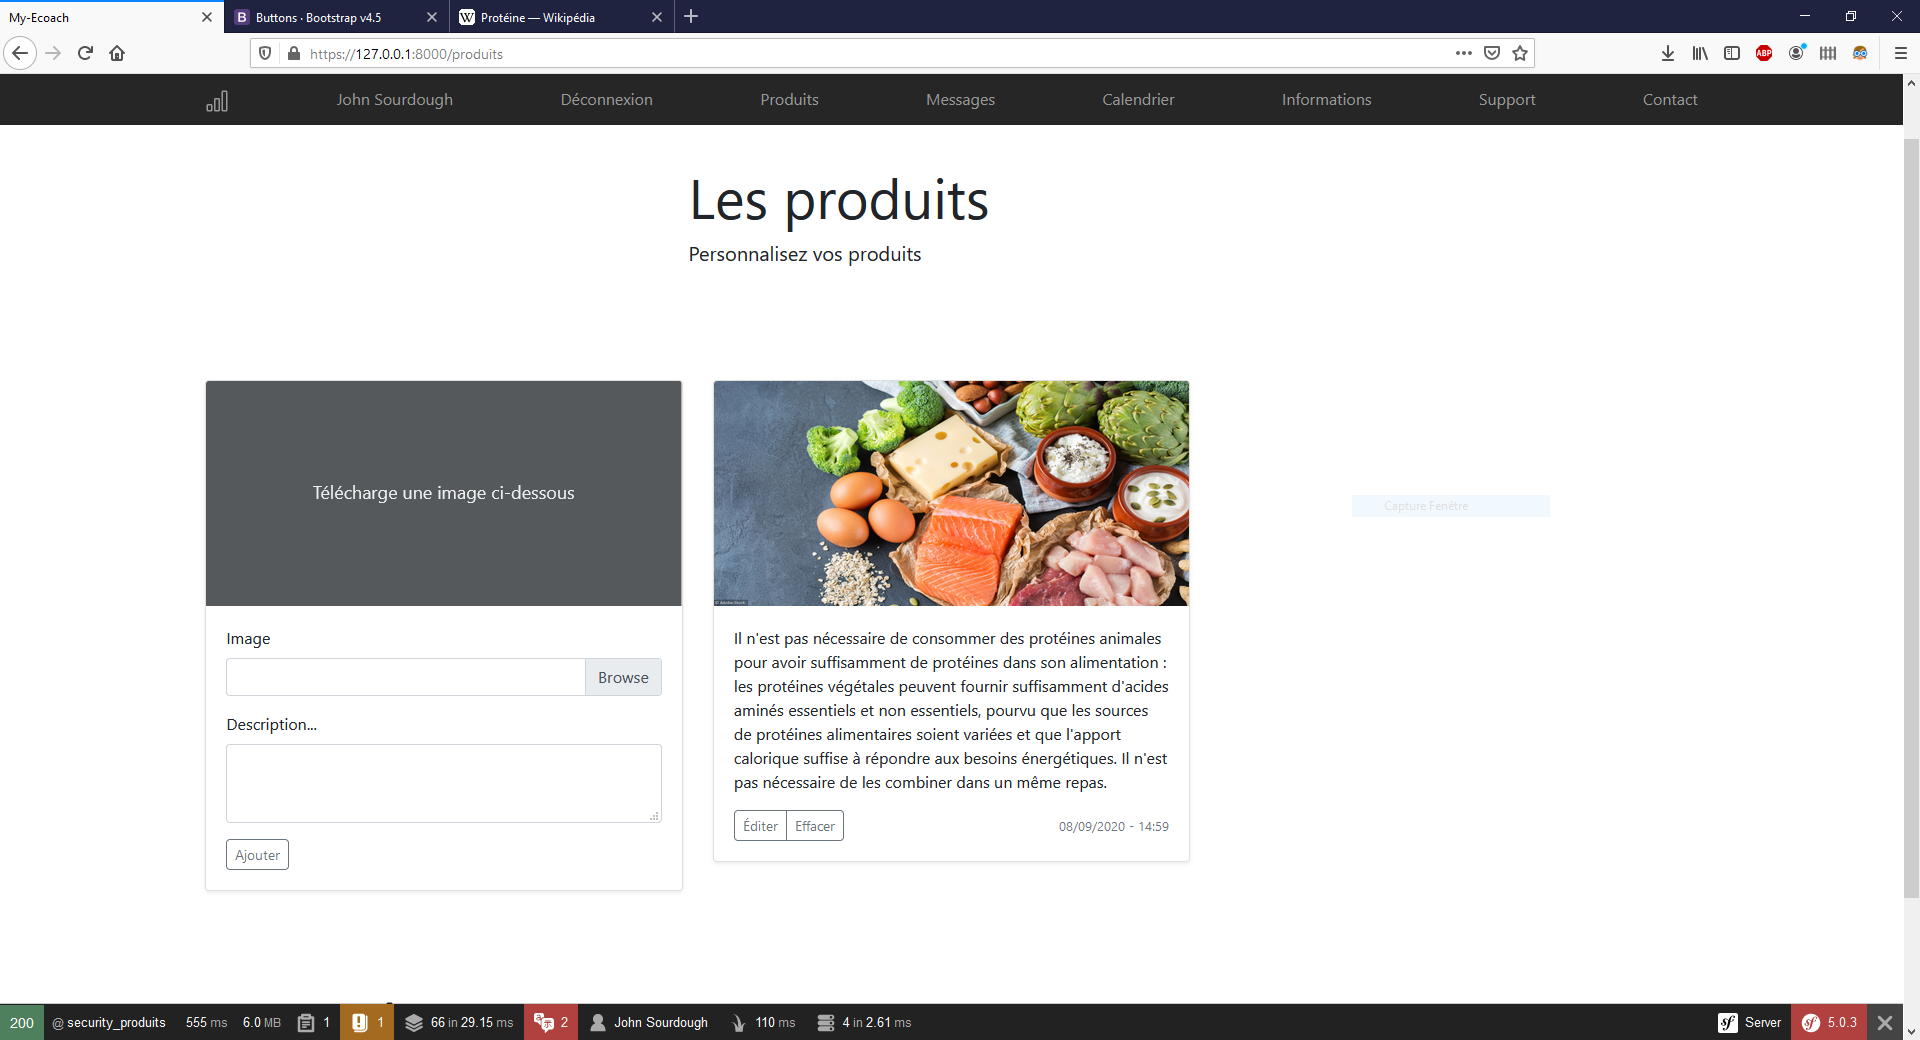 My-Ecoach
B Buttons · Bootstrap v4.5
W Protéine — Wikipédia
https://127.0.0.1:8000/produits
ABP
John Sourdough
Déconnexion
Produits
Messages
Calendrier
Informations
Support
Contact
Les produits
Personnalisez vos produits
Télécharge une image ci-dessous
Image
Browse
Description...
Ajouter
© Adobe Stock
Il n'est pas nécessaire de consommer des protéines animales
pour avoir suffisamment de protéines dans son alimentation :
les protéines végétales peuvent fournir suffisamment d'acides
aminés essentiels et non essentiels, pourvu que les sources
de protéines alimentaires soient variées et que l'apport
calorique suffise à répondre aux besoins énergétiques. Il n'est
pas nécessaire de les combiner dans un même repas.
Éditer
Effacer
08/09/2020 - 14:59
Capture Fenêtre
200 @ security_produits 555 ms 6.0 MB 1 1 66 in 29.15 ms 2 John Sourdough 110 ms 4 in 2.61 ms sf Server sf 5.0.3